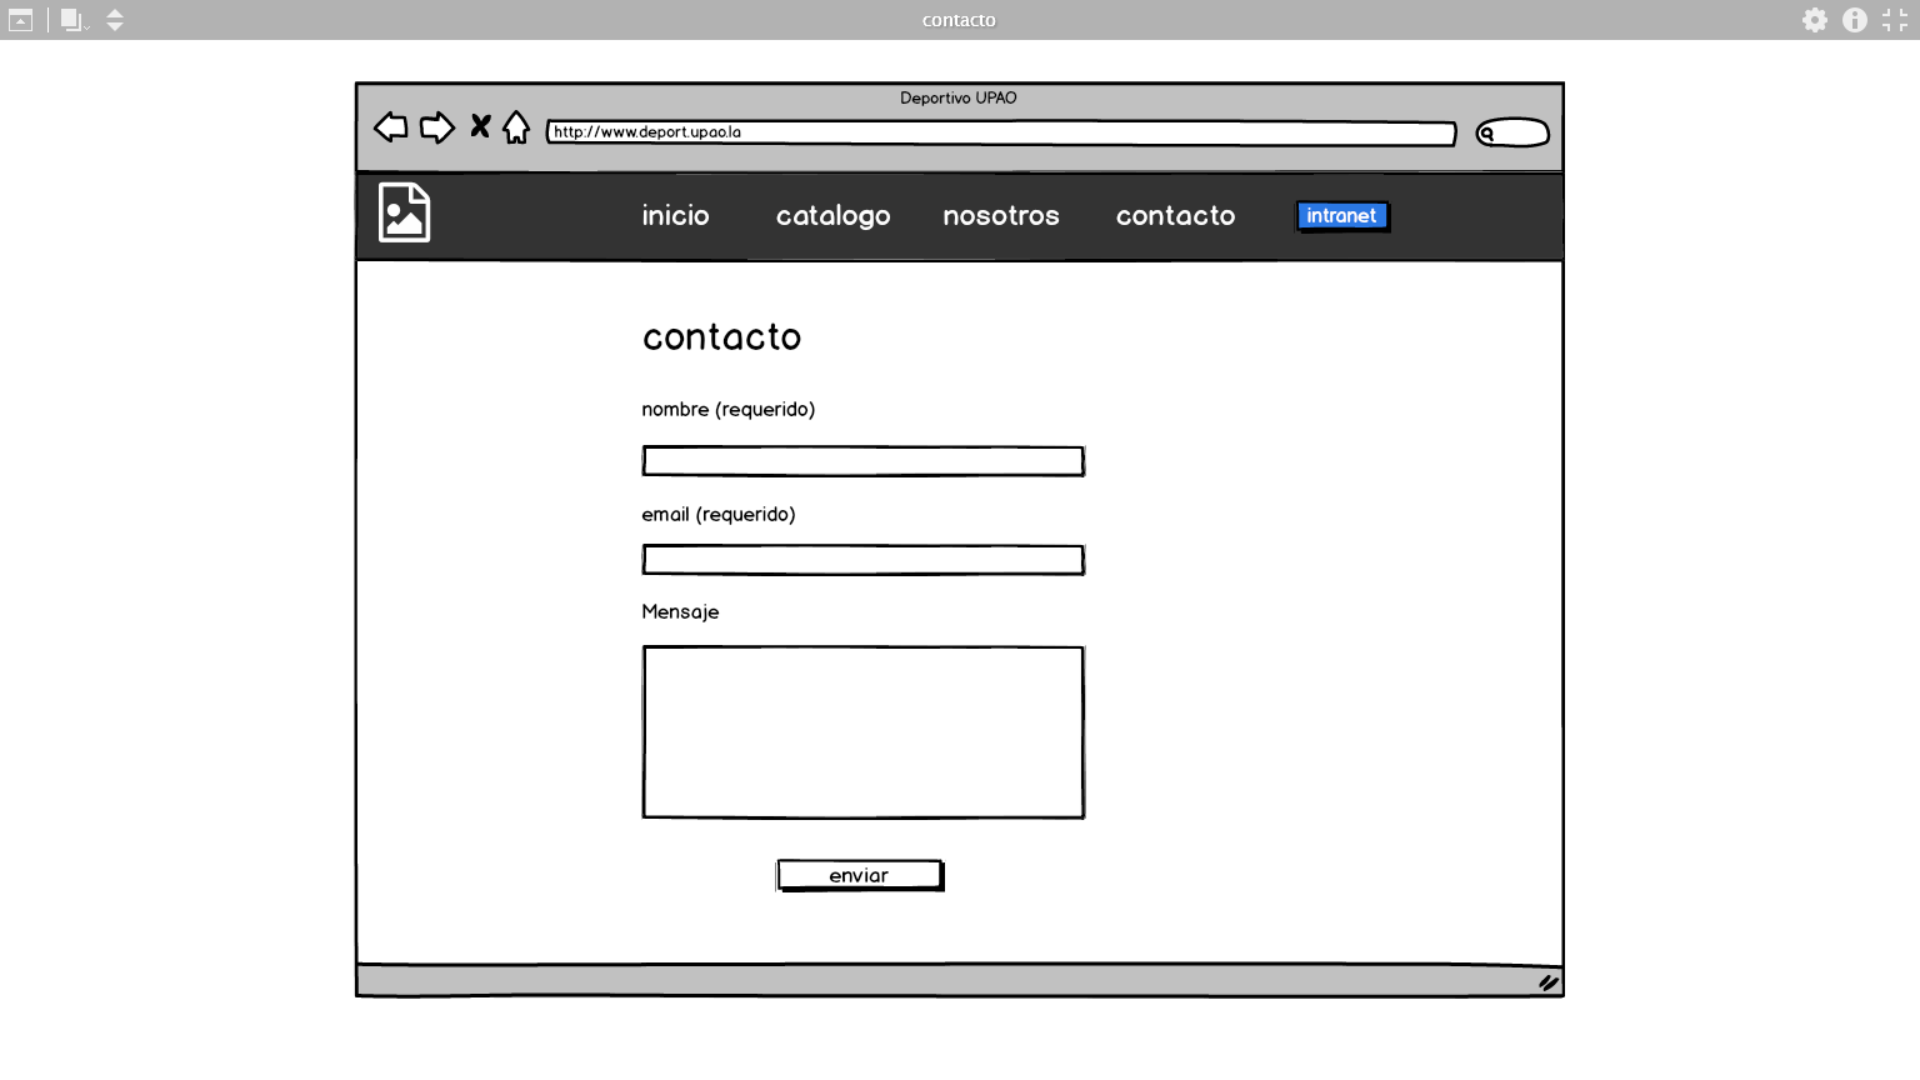 contacto
Deportivo UPAO
http://www.deport.upao.la
inicio catalogo nosotros contacto intranet
contacto
nombre (requerido)
email (requerido)
Mensaje
enviar